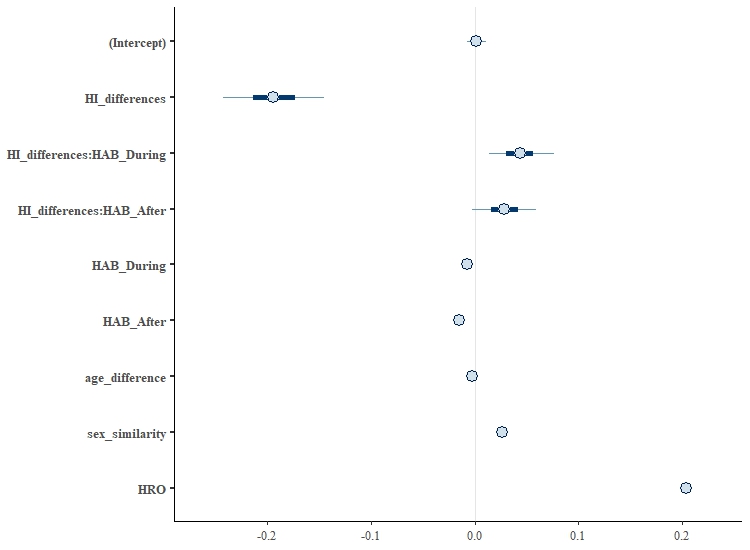 (Intercept)
HI_differences
HI_differences:HAB_During
HI_differences:HAB_After
HAB_During
HAB_After
age_difference
sex_similarity
HRO
-0.2 -0.1 0.0 0.1 0.2